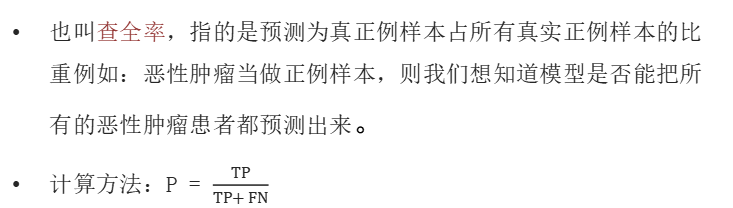 • 也叫查全率，指的是预测为真正例样本占所有真实正例样本的比
重例如：恶性肿瘤当做正例样本，则我们想知道模型是否能把所
有的恶性肿瘤患者都预测出来。
• 计算方法：P = TP/(TP+ FN)